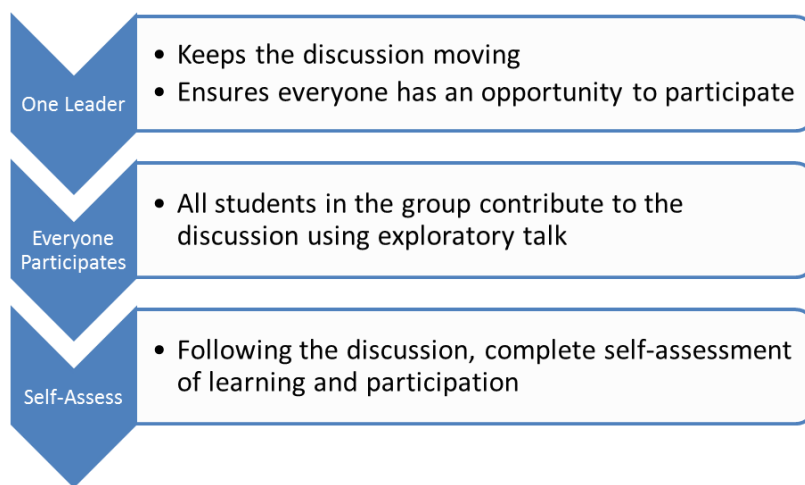 One Leader
• Keeps the discussion moving
• Ensures everyone has an opportunity to participate
Everyone
Participates
• All students in the group contribute to the
discussion using exploratory talk
Self-Assess
• Following the discussion, complete self-assessment
of learning and participation